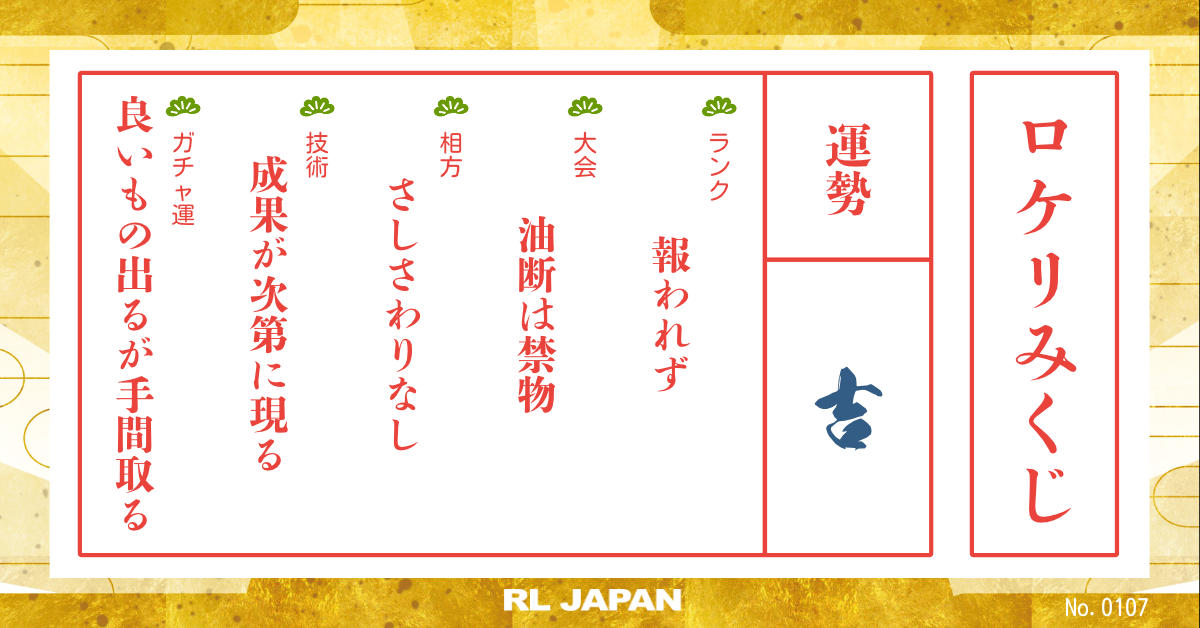 ロケリみくじ
運勢
吉
ランク
報われず
大会
油断は禁物
相方
さしさわりなし
技術
成果が次第に現る
ガチャ運
良いもの出るが手間取る
RL JAPAN
No. 0107